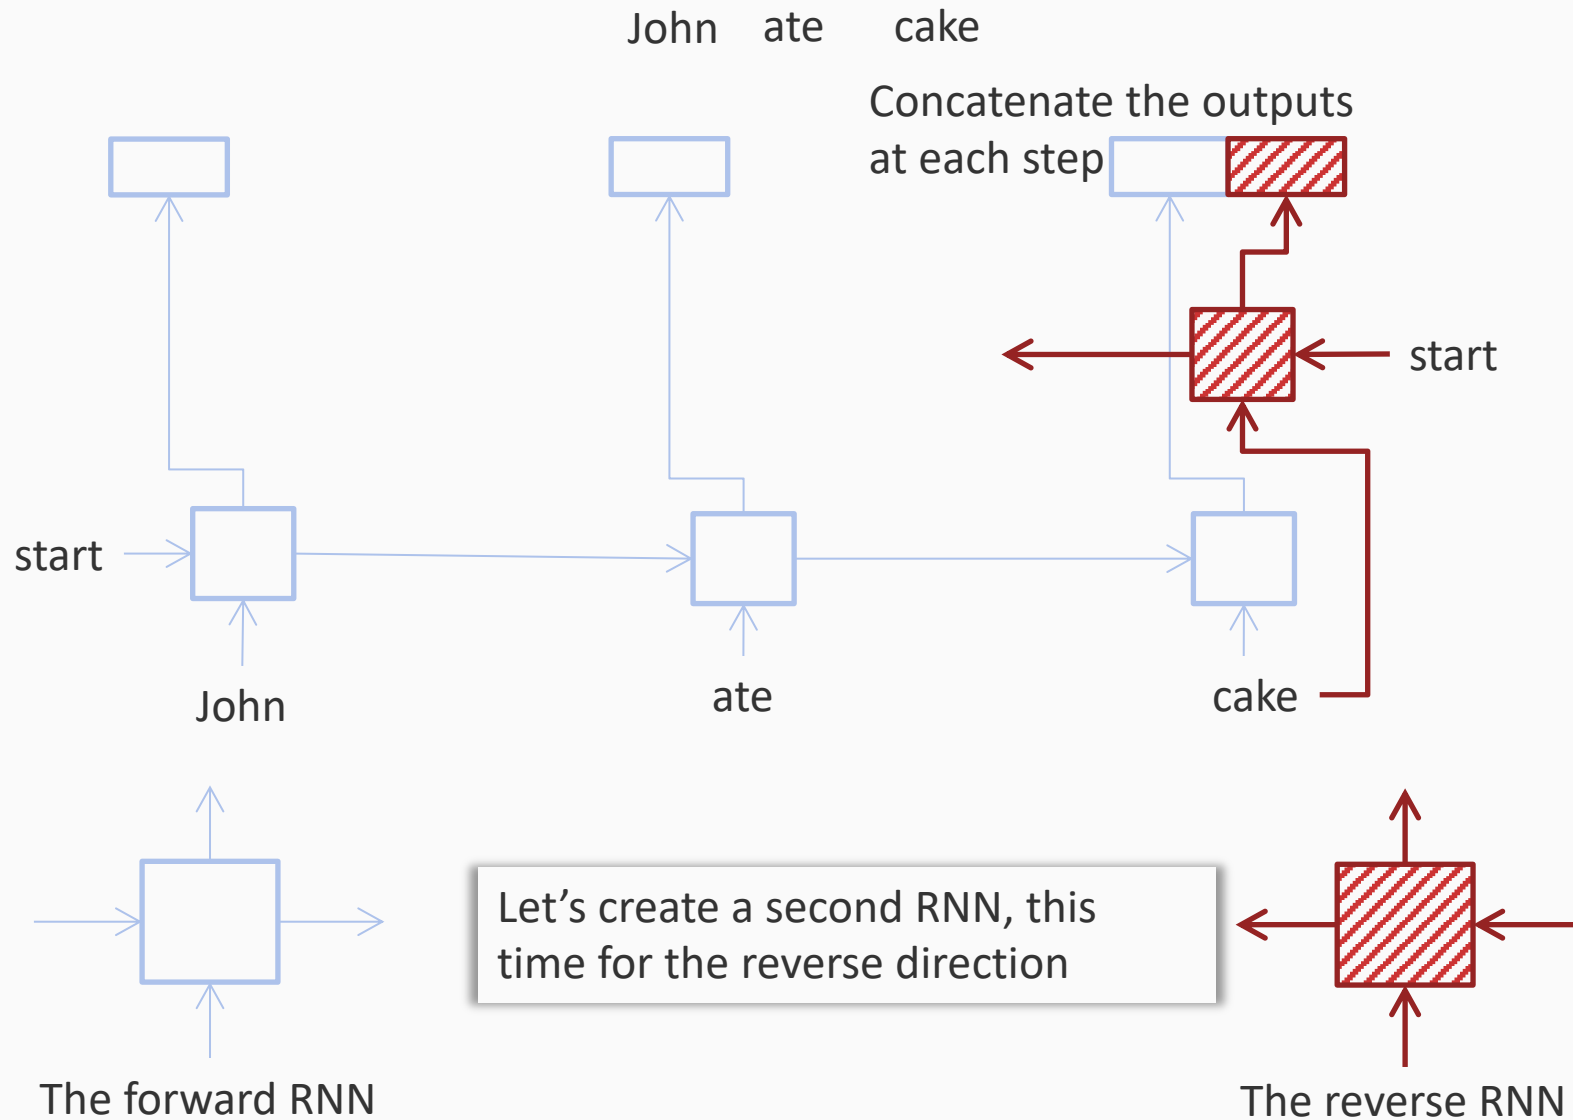 John ate cake
Concatenate the outputs
at each step
start
start
John
ate
cake
Let’s create a second RNN, this
time for the reverse direction
The forward RNN
The reverse RNN